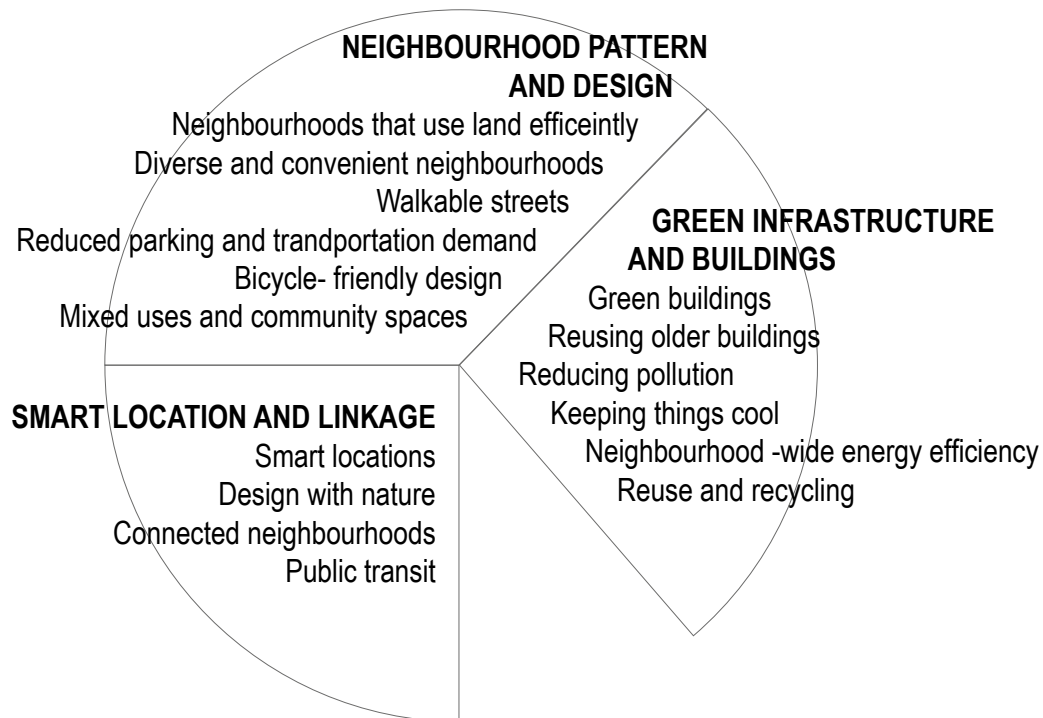 NEIGHBOURHOOD PATTERN
AND DESIGN
Neighbourhoods that use land efficeintly
Diverse and convenient neighbourhoods
Walkable streets
Reduced parking and trandportation demand
Bicycle- friendly design
Mixed uses and community spaces
GREEN INFRASTRUCTURE
AND BUILDINGS
Green buildings
Reusing older buildings
Reducing pollution
Keeping things cool
Neighbourhood -wide energy efficiency
Reuse and recycling
SMART LOCATION AND LINKAGE
Smart locations
Design with nature
Connected neighbourhoods
Public transit